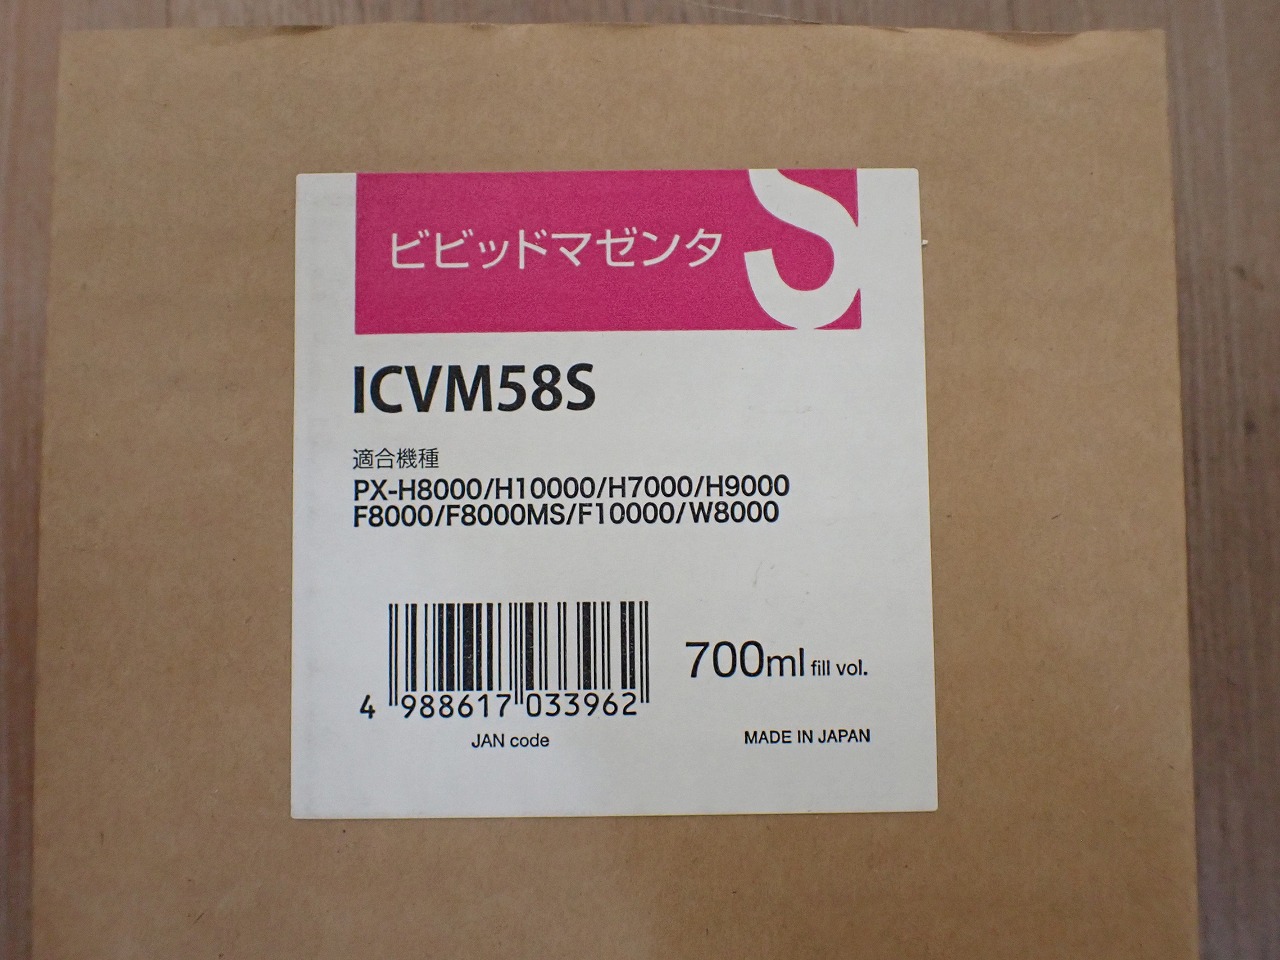 ビビッドマゼンタ
S
ICVM58S
適合機種
PX-H8000/H10000/H7000/H9000
F8000/F8000MS/F10000/W8000
700ml fill vol.
4 988617 033962
JAN code
MADE IN JAPAN